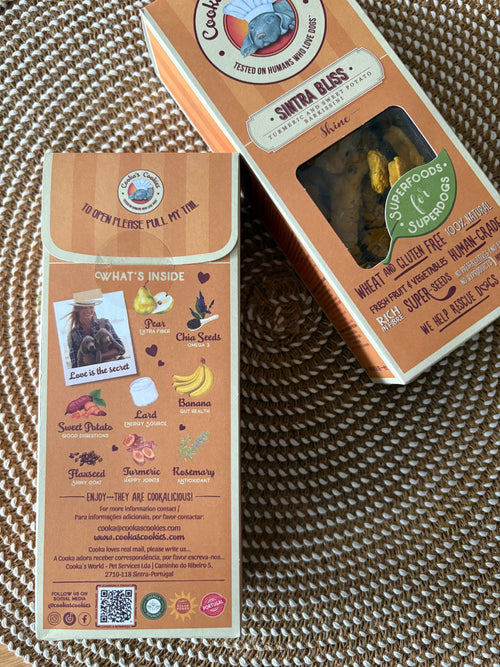 Cooka's Cookies
TESTED ON HUMANS WHO LOVE DOGS
SINTRA BLISS
TURMERIC AND SWEET POTATO
BARKISSINI
Shine
SUPERFOODS
for
SUPERDOGS
WHEAT AND GLUTEN FREE 100% NATURAL
FRESH FRUIT & VEGETABLES HUMAN-GRADE
RICH
IN FIBRE
SUPER-SEEDS
NO PRESERVATIVES
WE HELP RESCUE DOGS
Cooka's Cookies
TO OPEN PLEASE PULL MY TAIL
WHAT'S INSIDE
Love is the secret
Pear
EXTRA FIBER
Chia Seeds
OMEGA 3
Sweet Potato
GOOD DIGESTIONS
Lard
ENERGY SOURCE
Banana
GUT HEALTH
Flaxseed
SHINY COAT
Turmeric
HAPPY JOINTS
Rosemary
ANTIOXIDANT
ENJOY...THEY ARE COOKALICIOUS!
For more information contact /
Para informações adicionais, por favor contactar:
cooka@cookascookies.com
www.cookascookies.com
Cooka loves real mail, please write us...
A Cooka adora receber correspondência, por favor escreva-nos...
Cooka's World - Pet Services Lda | Caminho do Ribeiro 5,
2710-118 Sintra-Portugal
FOLLOW US ON
SOCIAL MEDIA
@cookascookies
PORTUGAL